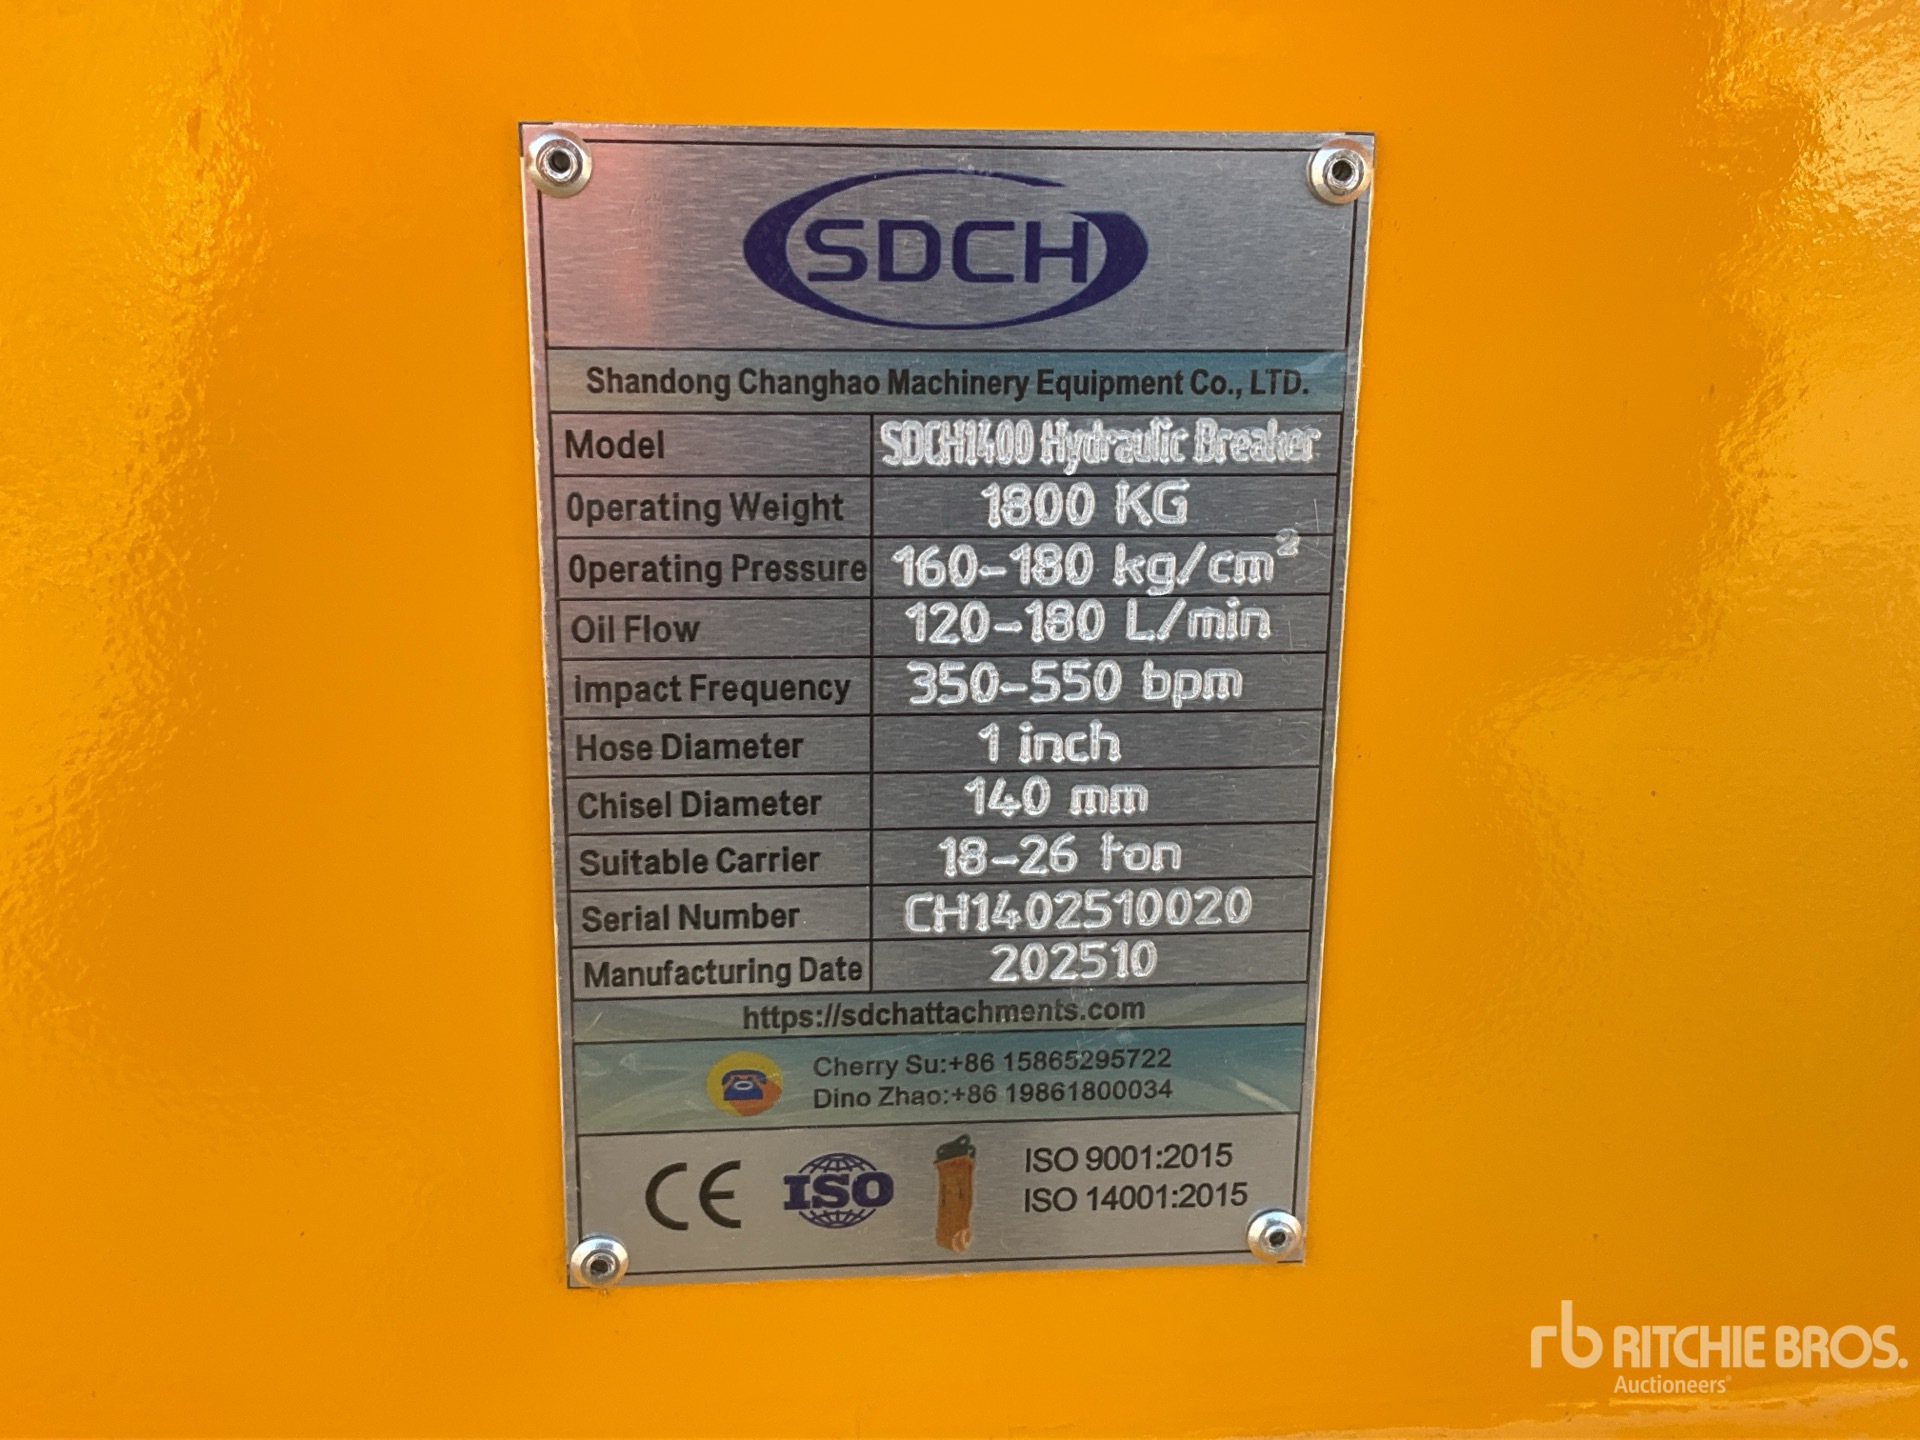 SDCH
Shandong Changhao Machinery Equipment Co., LTD.
Model SDCH1400 Hydraulic Breaker
Operating Weight 1800 KG
Operating Pressure 160-180 kg/cm²
Oil Flow 120-180 L/min
Impact Frequency 350-550 bpm
Hose Diameter 1 inch
Chisel Diameter 140 mm
Suitable Carrier 18-26 ton
Serial Number CH1402510020
Manufacturing Date 202510
https://sdchattachments.com
Cherry Su:+86 15865295722
Dino Zhao:+86 19861800034
CE ISO ISO 9001:2015
ISO 14001:2015
rb RITCHIE BROS.
Auctioneers